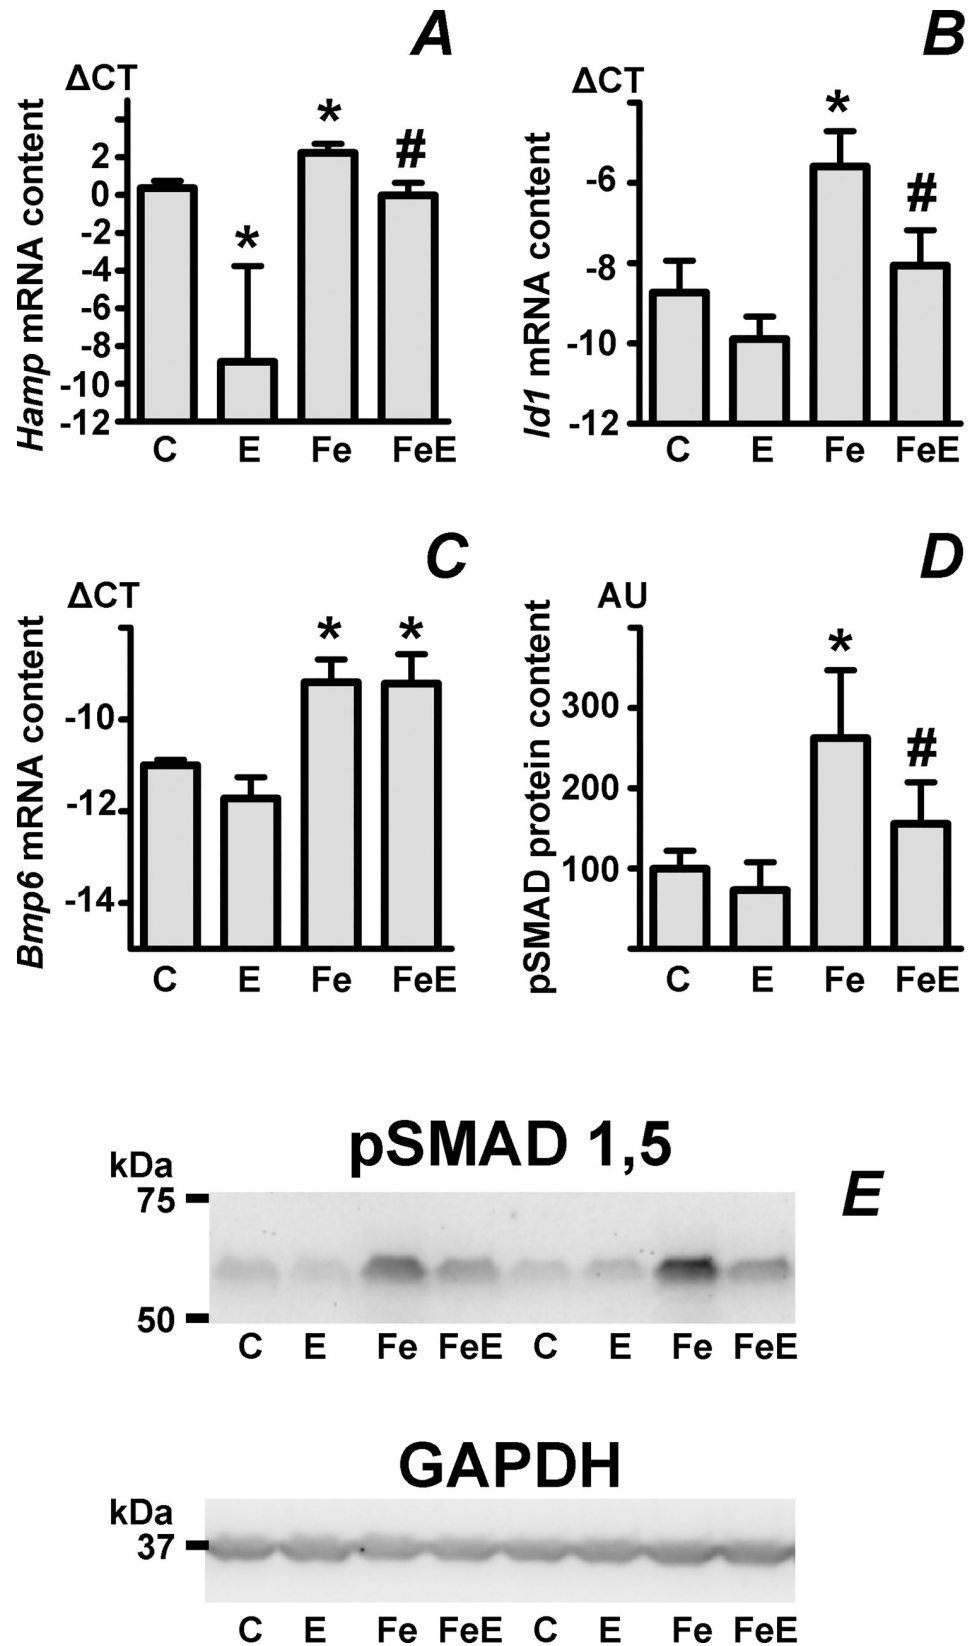 A
ΔCT
Hamp mRNA content
2
0
-2
-4
-6
-8
-10
-12
*
*
#
C E Fe FeE
B
ΔCT
Id1 mRNA content
-6
-8
-10
-12
*
#
C E Fe FeE
C
ΔCT
Bmp6 mRNA content
-10
-12
-14
* *
C E Fe FeE
D
AU
pSMAD protein content
300
200
100
*
#
C E Fe FeE
pSMAD 1,5
E
kDa
75
50
C E Fe FeE C E Fe FeE
GAPDH
kDa
37
C E Fe FeE C E Fe FeE